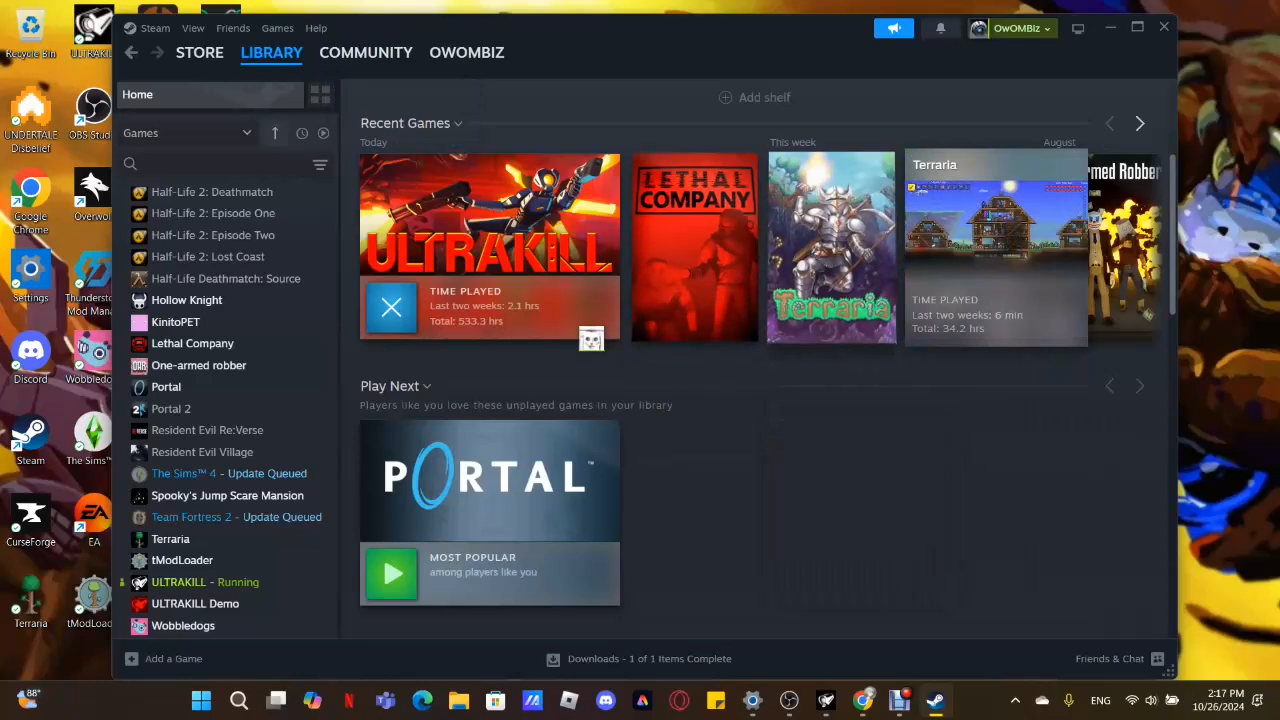 Steam View Friends Games Help
OwOMBiz
STORE LIBRARY COMMUNITY OWOMBIZ
Home
Games
Half-Life 2: Deathmatch
Half-Life 2: Episode One
Half-Life 2: Episode Two
Half-Life 2: Lost Coast
Half-Life Deathmatch: Source
Hollow Knight
KinitoPET
Lethal Company
One-armed robber
Portal
Portal 2
Resident Evil Re:Verse
Resident Evil Village
The Sims™ 4 - Update Queued
Spooky's Jump Scare Mansion
Team Fortress 2 - Update Queued
Terraria
tModLoader
ULTRAKILL - Running
ULTRAKILL Demo
Wobbledogs
Add shelf
Recent Games
Today
This week
August
ULTRAKILL
TIME PLAYED
Last two weeks: 2.1 hrs
Total: 533.3 hrs
LETHAL
COMPANY
Terraria
Terraria
TIME PLAYED
Last two weeks: 6 min
Total: 34.2 hrs
rmed Robber
Play Next
Players like you love these unplayed games in your library
PORTAL™
MOST POPULAR
among players like you
Add a Game
Downloads - 1 of 1 Items Complete
Friends & Chat
Recycle Bin
ULTRAKILL
UNDERTALE
Disbelief
OBS Studi
Google
Chrome
Overwol
Settings
Thunderst
Mod Mana
Discord
Wobbledo
Steam
The Sims™
CurseForge
EA
Terraria
tModLoad
88°
ENG
2:17 PM
10/26/2024